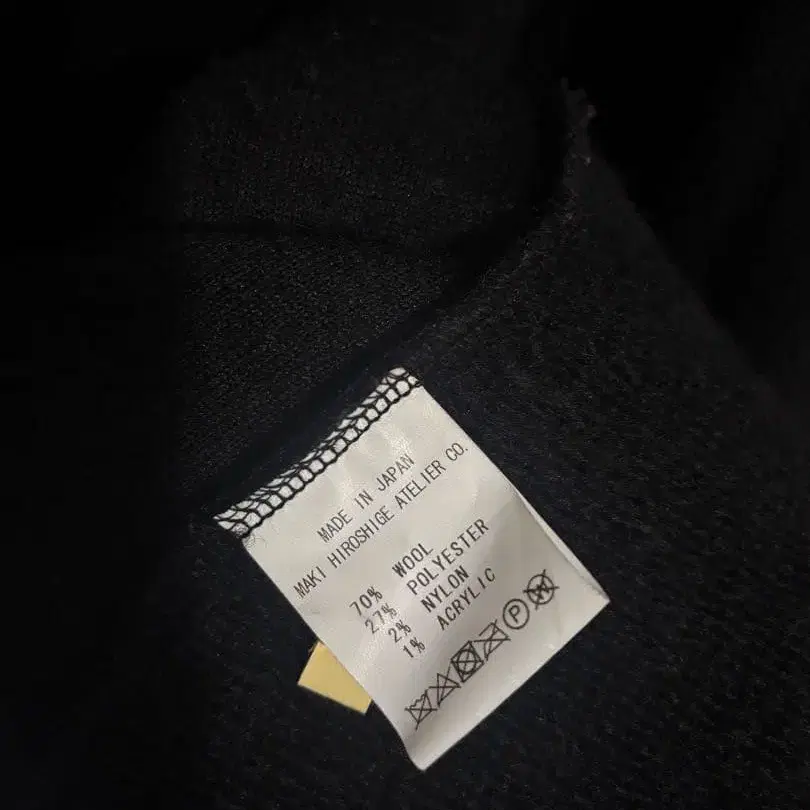 MADE IN JAPAN
MAKI HIROSHIGE ATELIER CO.
70% WOOL
27% POLYESTER
2% NYLON
1% ACRYLIC
P